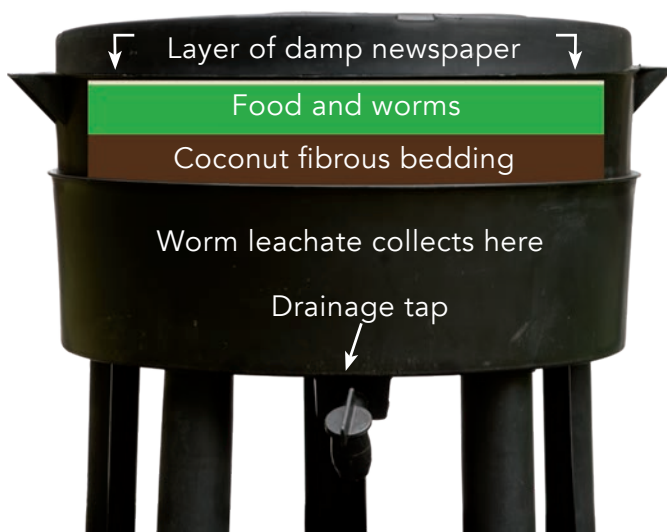 Layer of damp newspaper
Food and worms
Coconut fibrous bedding
Worm leachate collects here
Drainage tap